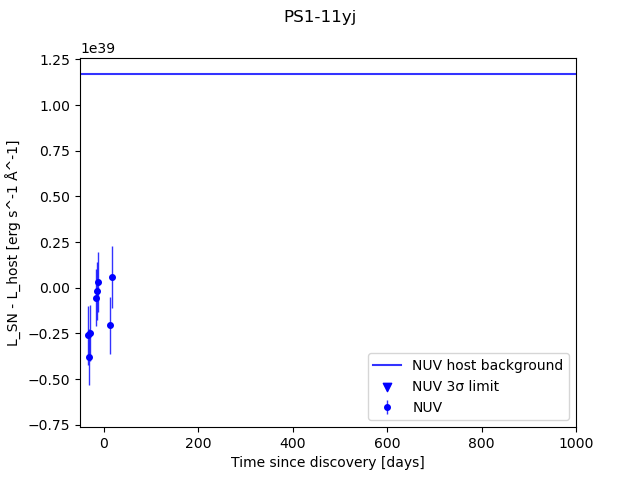 PS1-11yj
1e39
1.25
1.00
0.75
0.50
0.25
0.00
−0.25
−0.50
−0.75
L_SN - L_host [erg s^-1 Å^-1]
0
200
400
600
800
1000
Time since discovery [days]
NUV host background
NUV 3σ limit
NUV